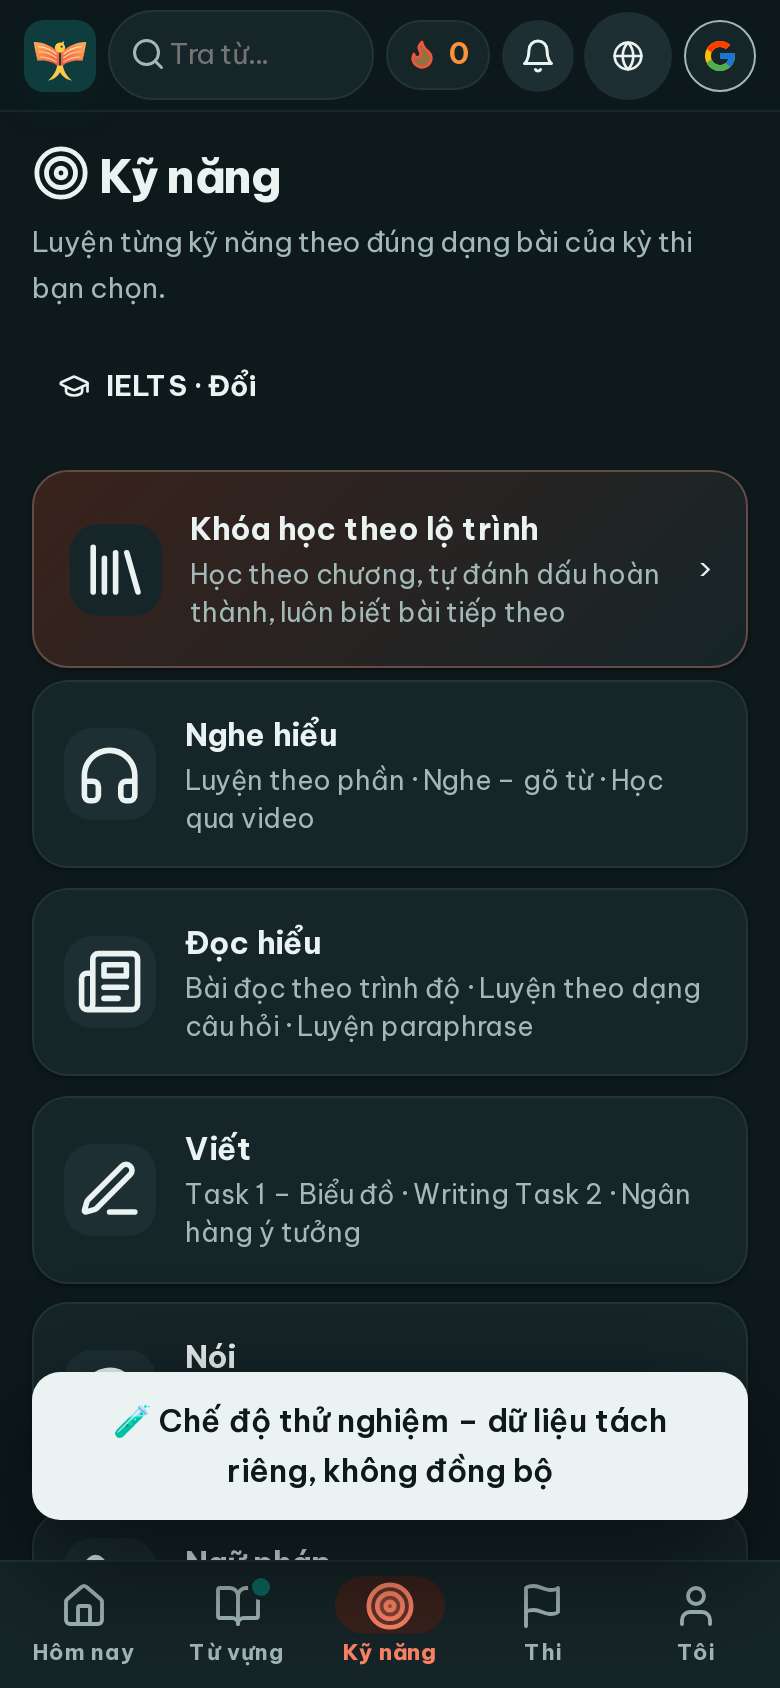 Tra từ...
0
Kỹ năng
Luyện từng kỹ năng theo đúng dạng bài của kỳ thi
bạn chọn.
IELTS · Đổi
Khóa học theo lộ trình
Học theo chương, tự đánh dấu hoàn
thành, luôn biết bài tiếp theo
Nghe hiểu
Luyện theo phần · Nghe – gõ từ · Học
qua video
Đọc hiểu
Bài đọc theo trình độ · Luyện theo dạng
câu hỏi · Luyện paraphrase
Viết
Task 1 – Biểu đồ · Writing Task 2 · Ngân
hàng ý tưởng
Nói
🧪 Chế độ thử nghiệm – dữ liệu tách
riêng, không đồng bộ
Ngữ pháp
Hôm nay
Từ vựng
Kỹ năng
Thi
Tôi